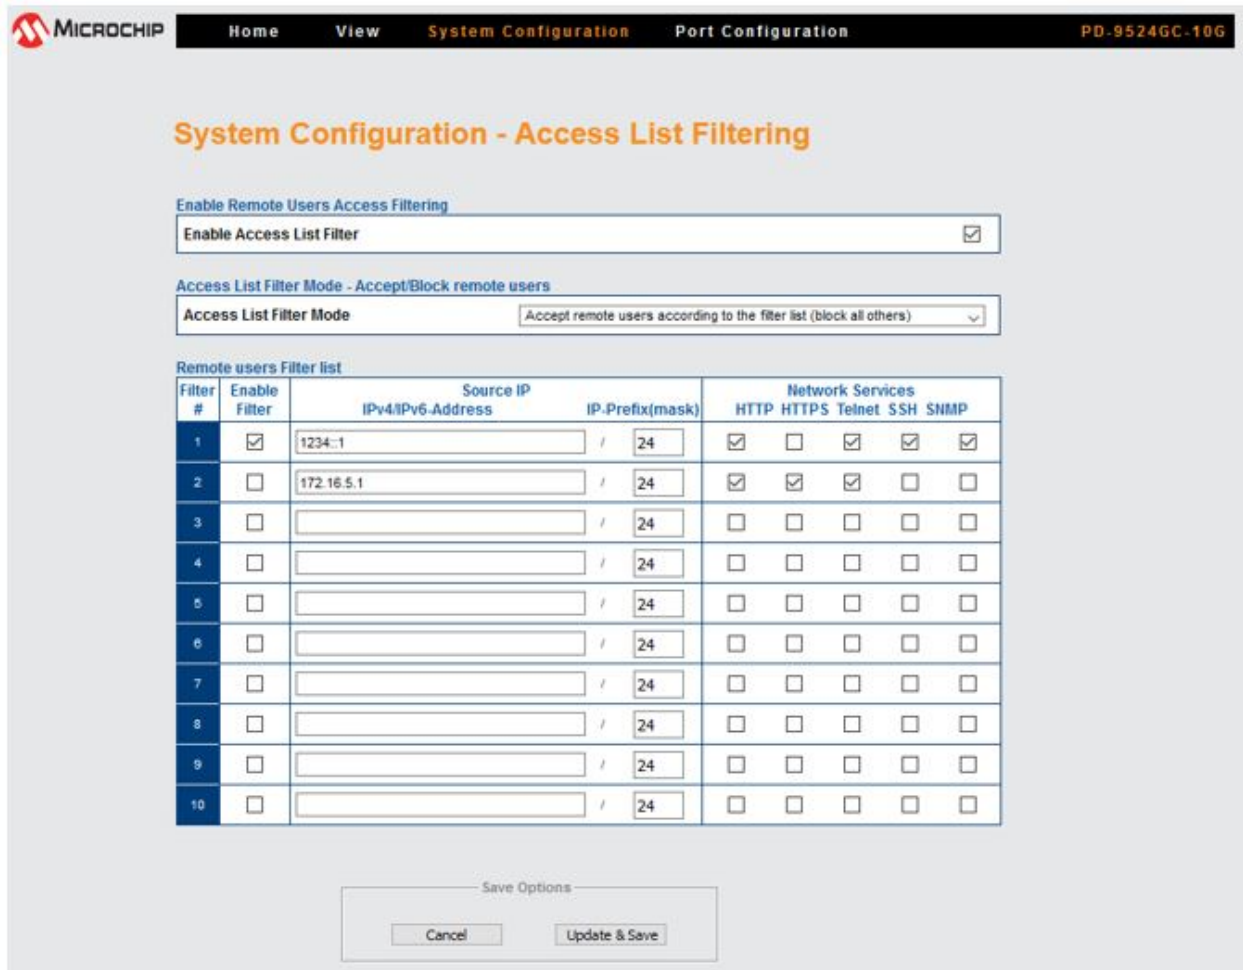 MICROCHIP Home View System Configuration Port Configuration PD-9524GC-10G
System Configuration - Access List Filtering
Enable Remote Users Access Filtering
Enable Access List Filter
Access List Filter Mode - Accept/Block remote users
Access List Filter Mode Accept remote users according to the filter list (block all others)
Remote users Filter list
Filter Enable Source IP Network Services
# Filter IPv4/IPv6-Address IP-Prefix(mask) HTTP HTTPS Telnet SSH SNMP
1 1234::1 / 24
2 172.16.5.1 / 24
3 / 24
4 / 24
5 / 24
6 / 24
7 / 24
8 / 24
9 / 24
10 / 24
Save Options
Cancel Update & Save